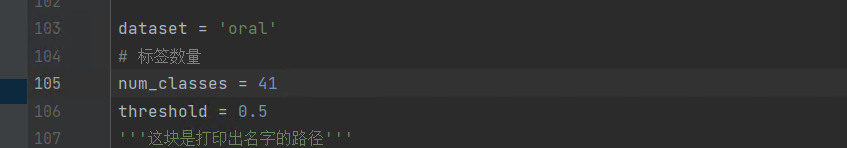 102
103 dataset = 'oral'
104 # 标签数量
105 num_classes = 41
106 threshold = 0.5
107 '''这块是打印出名字的路径'''